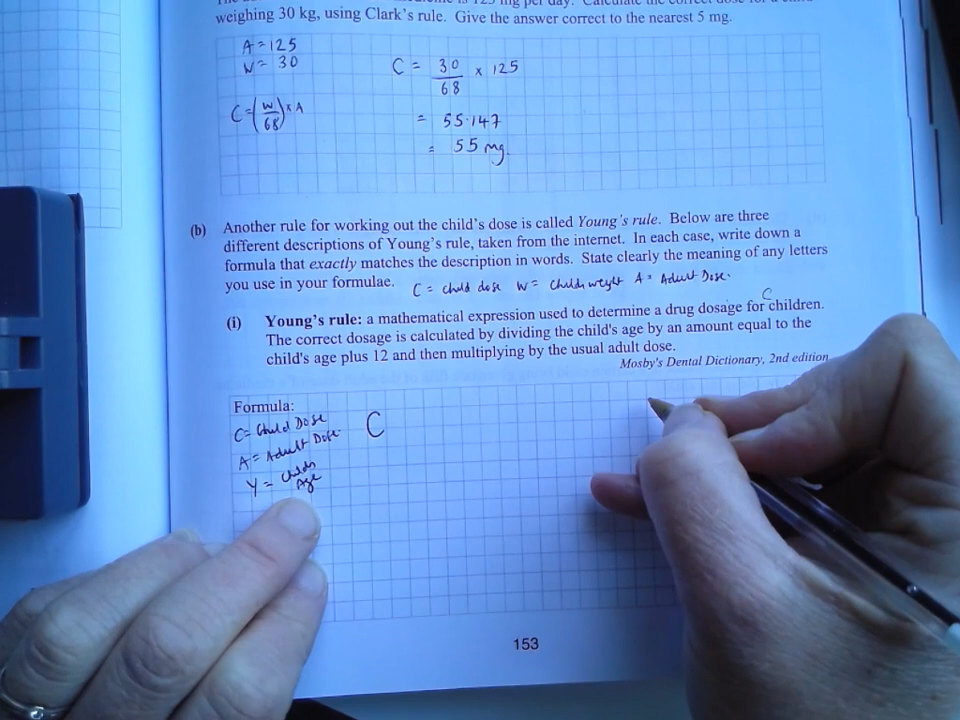 weighing 30 kg, using Clark's rule. Give the answer correct to the nearest 5 mg.
A = 125
W = 30
C = 30/68 x 125
C = (W/68) x A
= 55.147
= 55 mg.
(b) Another rule for working out the child's dose is called Young's rule. Below are three
different descriptions of Young's rule, taken from the internet. In each case, write down a
formula that exactly matches the description in words. State clearly the meaning of any letters
you use in your formulae. C = child dose W = Childs weight A = Adult Dose.
C
(i) Young's rule: a mathematical expression used to determine a drug dosage for children.
The correct dosage is calculated by dividing the child's age by an amount equal to the
child's age plus 12 and then multiplying by the usual adult dose.
Mosby's Dental Dictionary, 2nd edition
Formula:
C = Child Dose
C
A = Adult Dose.
Y = Childs
Age
153